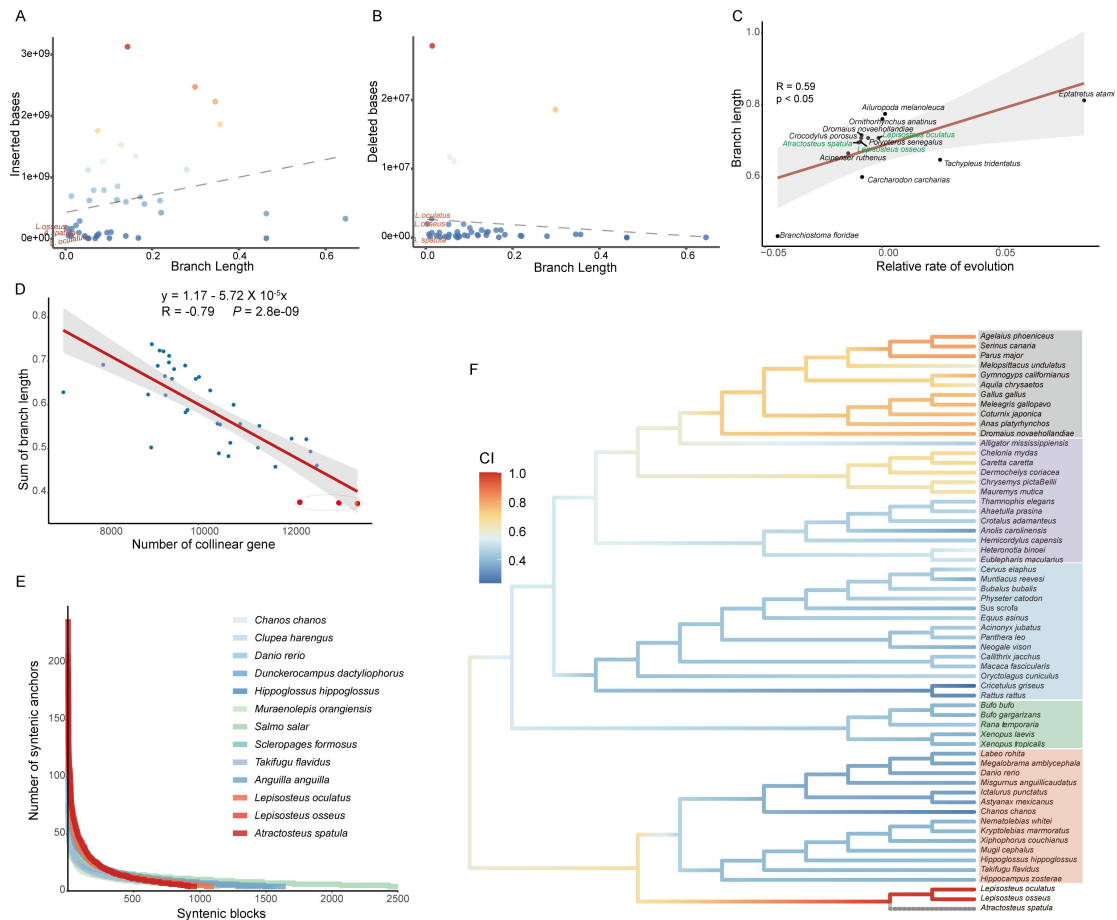 A
Inserted bases
3e+09
2e+09
1e+09
0e+00
L.osseus
A. spatula
L. oculatus
0.0
0.2
0.4
0.6
Branch Length
B
Deleted bases
2e+07
1e+07
0e+00
L. oculatus
L. osseus
A. spatula
0.0
0.2
0.4
0.6
Branch Length
C
Branch length
1.0
0.8
0.6
R = 0.59
p < 0.05
Eptatretus atami
Ailuropoda melanoleuca
Ornithorhynchus anatinus
Dromaius novaehollandiae
Crocodylus porosus
Lepisosteus oculatus
Atractosteus spatula
Polypterus senegalus
Lepisosteus osseus
Acipenser ruthenus
Tachypleus tridentatus
Carcharodon carcharias
Branchiostoma floridae
−0.05
−0.00
0.05
Relative rate of evolution
D
y = 1.17 - 5.72 X 10-5x
R = -0.79 P = 2.8e-09
Sum of branch length
0.8
0.7
0.6
0.5
0.4
8000
10000
12000
Number of collinear gene
E
Number of syntenic anchors
200
150
100
50
0
500
1000
1500
2000
2500
Syntenic blocks
Chanos chanos
Clupea harengus
Danio rerio
Dunckerocampus dactyliophorus
Hippoglossus hippoglossus
Muraenolepis orangiensis
Salmo salar
Scleropages formosus
Takifugu flavidus
Anguilla anguilla
Lepisosteus oculatus
Lepisosteus osseus
Atractosteus spatula
F
CI
1.0
0.8
0.6
0.4
Agelaius phoeniceus
Serinus canaria
Parus major
Melopsittacus undulatus
Gymnogyps californianus
Aquila chrysaetos
Gallus gallus
Meleagris gallopavo
Coturnix japonica
Anas platyrhynchos
Dromaius novaehollandiae
Alligator mississippiensis
Chelonia mydas
Caretta caretta
Dermochelys coriacea
Chrysemys pictaBellii
Mauremys mutica
Thamnophis elegans
Ahaetulla prasina
Crotalus adamanteus
Anolis carolinensis
Hemicordylus capensis
Heteronotia binoei
Eublepharis macularius
Cervus elaphus
Muntiacus reevesi
Bubalus bubalis
Physeter catodon
Sus scrofa
Equus asinus
Acinonyx jubatus
Panthera leo
Neogale vison
Callithrix jacchus
Macaca fascicularis
Oryctolagus cuniculus
Cricetulus griseus
Rattus rattus
Bufo bufo
Bufo gargarizans
Rana temporaria
Xenopus laevis
Xenopus tropicalis
Labeo rohita
Megalobrama amblycephala
Danio rerio
Misgurnus anguillicaudatus
Ictalurus punctatus
Astyanax mexicanus
Chanos chanos
Nematolebias whitei
Kryptolebias marmoratus
Xiphophorus couchianus
Mugil cephalus
Hippoglossus hippoglossus
Takifugu flavidus
Hippocampus zosterae
Lepisosteus oculatus
Lepisosteus osseus
Atractosteus spatula